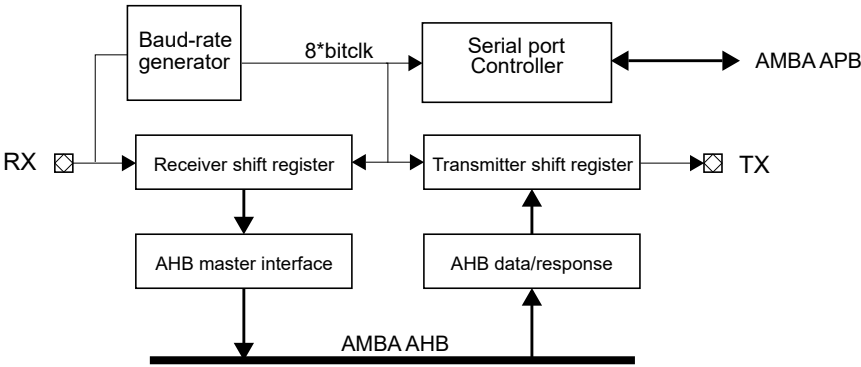 Baud-rate
generator
8*bitclk
Serial port
Controller
AMBA APB
RX
Receiver shift register
Transmitter shift register
TX
AHB master interface
AHB data/response
AMBA AHB